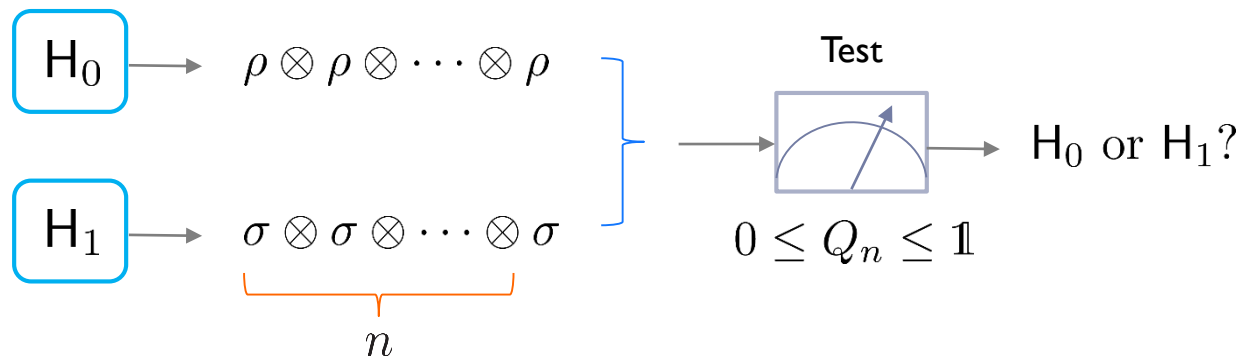 Test
H₀ ρ ⊗ ρ ⊗ ⋯ ⊗ ρ H₀ or H₁?
H₁ σ ⊗ σ ⊗ ⋯ ⊗ σ 0 ≤ Qₙ ≤ 𝟙
n